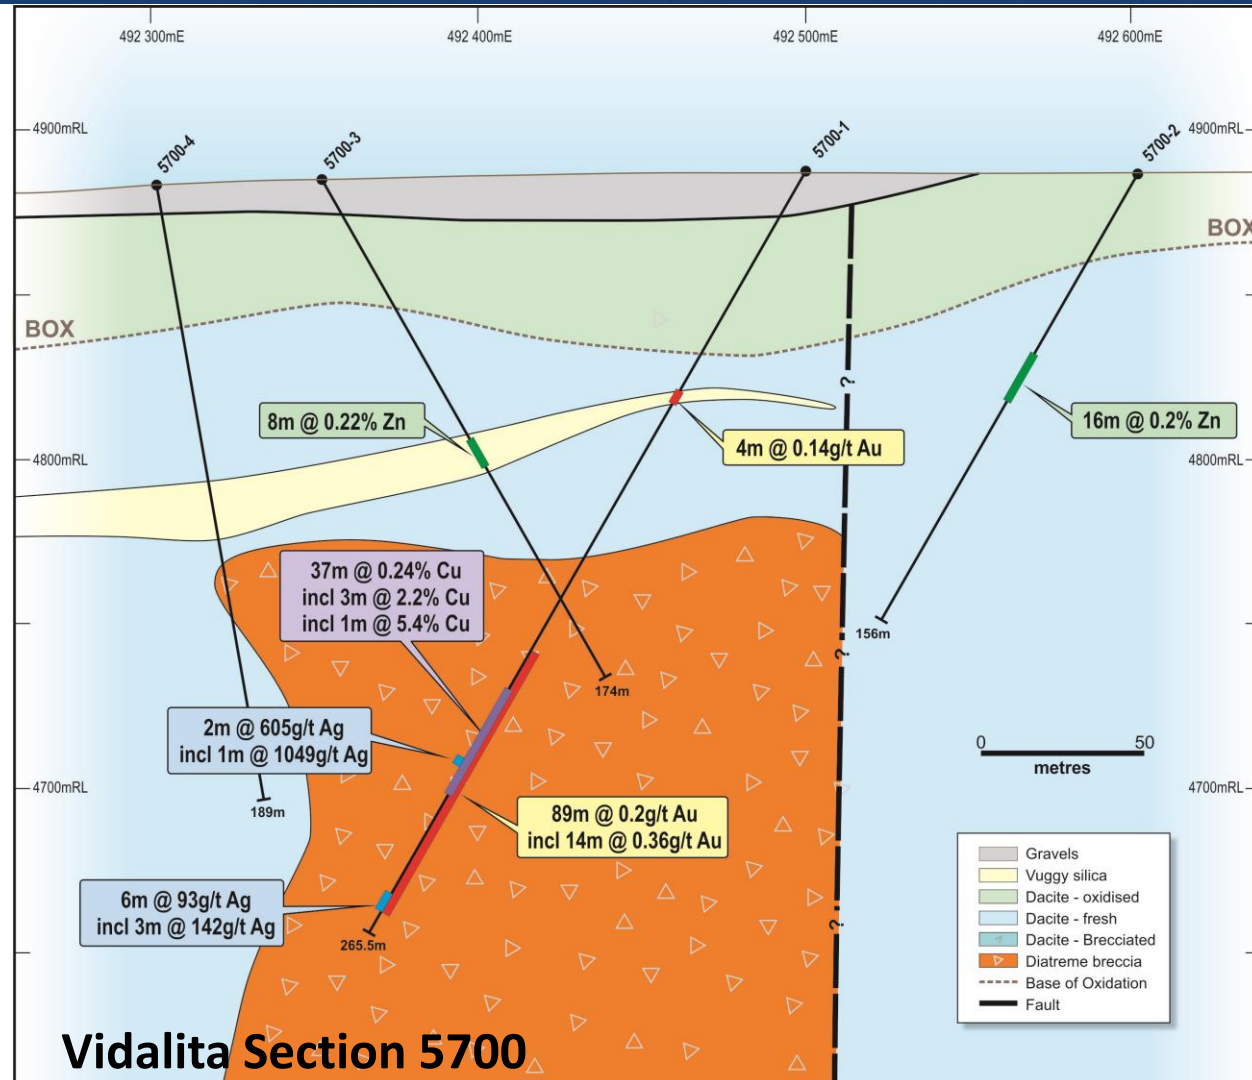 492 300mE
492 400mE
492 500mE
492 600mE
4900mRL
5700-4
5700-3
5700-1
5700-2
4900mRL
BOX
BOX
?
8m @ 0.22% Zn
4m @ 0.14g/t Au
16m @ 0.2% Zn
4800mRL
4800mRL
37m @ 0.24% Cu
incl 3m @ 2.2% Cu
incl 1m @ 5.4% Cu
156m
?
174m
2m @ 605g/t Ag
incl 1m @ 1049g/t Ag
0 50
metres
4700mRL
4700mRL
189m
89m @ 0.2g/t Au
incl 14m @ 0.36g/t Au
6m @ 93g/t Ag
incl 3m @ 142g/t Ag
?
265.5m
Gravels
Vuggy silica
Dacite - oxidised
Dacite - fresh
Dacite - Brecciated
Diatreme breccia
Base of Oxidation
Fault
Vidalita Section 5700